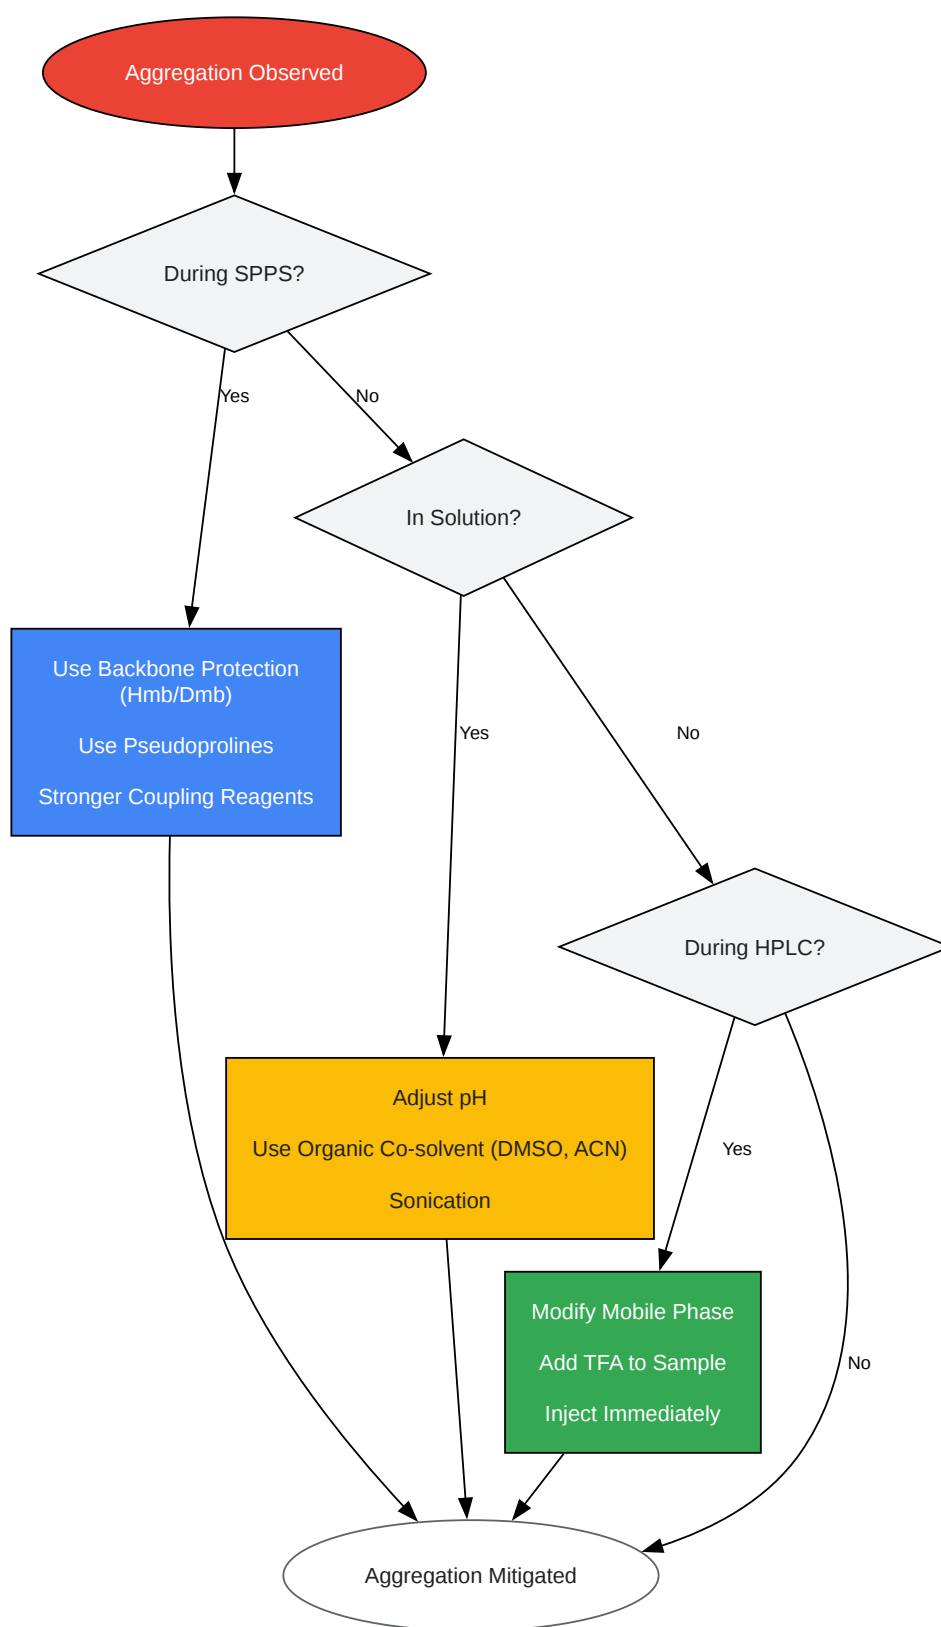 Aggregation Observed
During SPPS?
Yes
No
In Solution?
Use Backbone Protection
(Hmb/Dmb)
Use Pseudoprolines
Stronger Coupling Reagents
Yes
No
During HPLC?
Adjust pH
Use Organic Co-solvent (DMSO, ACN)
Sonication
Yes
Modify Mobile Phase
Add TFA to Sample
Inject Immediately
No
Aggregation Mitigated